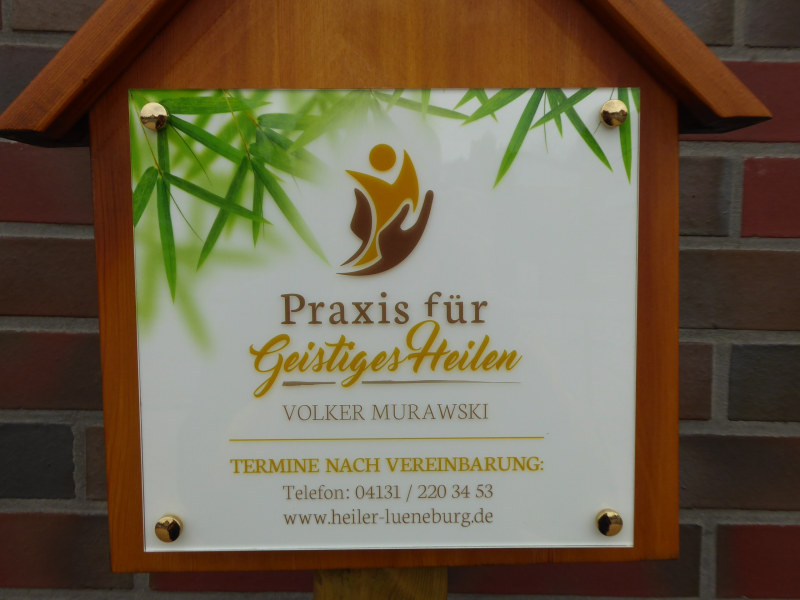 Praxis für
Geistiges Heilen
VOLKER MURAWSKI
TERMINE NACH VEREINBARUNG:
Telefon: 04131 / 220 34 53
www.heiler-lueneburg.de